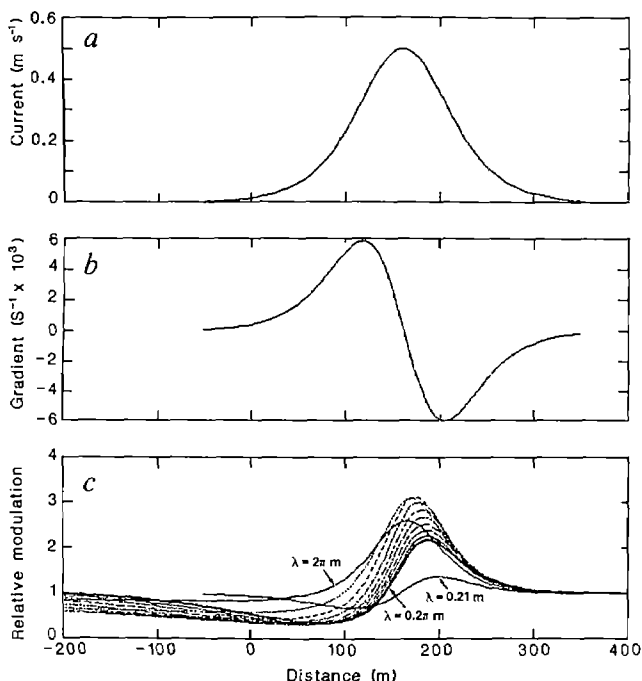 a
Current (m s⁻¹)
0.6
0.4
0.2
0
b
Gradient (S⁻¹ x 10³)
6
4
2
0
-2
-4
-6
c
Relative modulation
4
3
2
1
0
λ = 2π m
λ = 0.2π m
λ = 0.21 m
-200 -100 0 100 200 300 400
Distance (m)